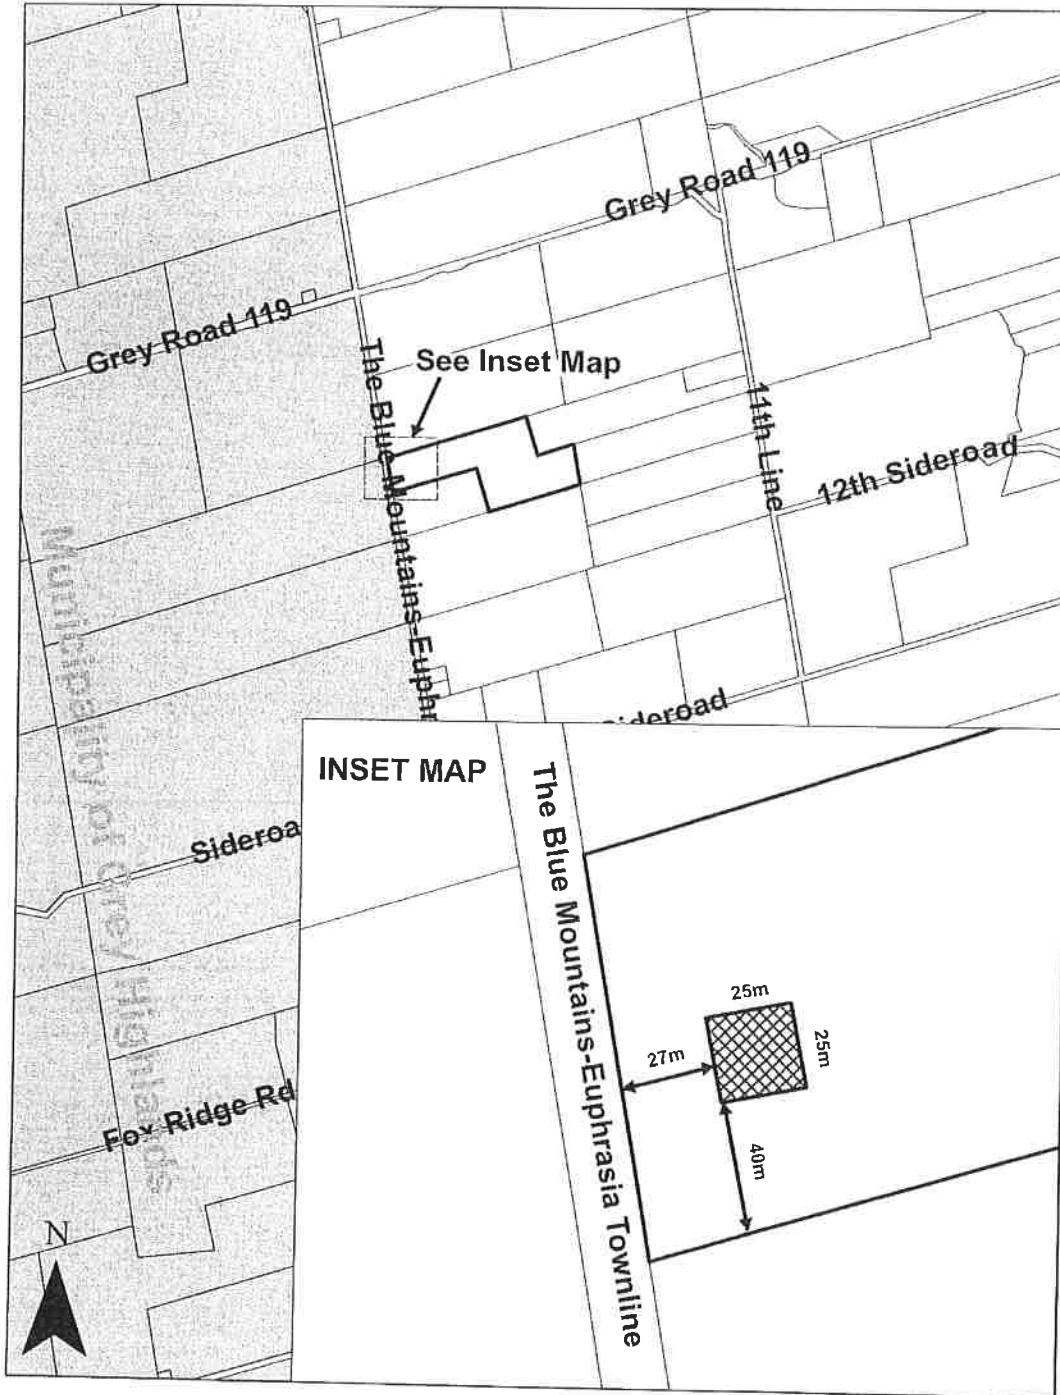 Grey Road 119
Grey Road 119
See Inset Map
The Blue Mountains-Euphr
11th Line
12th Sideroad
Municipality of Grey Highlands
Sideroad
Sideroa
Fox Ridge Rd
N
INSET MAP
The Blue Mountains-Euphrasia Townline
25m
25m
27m
40m